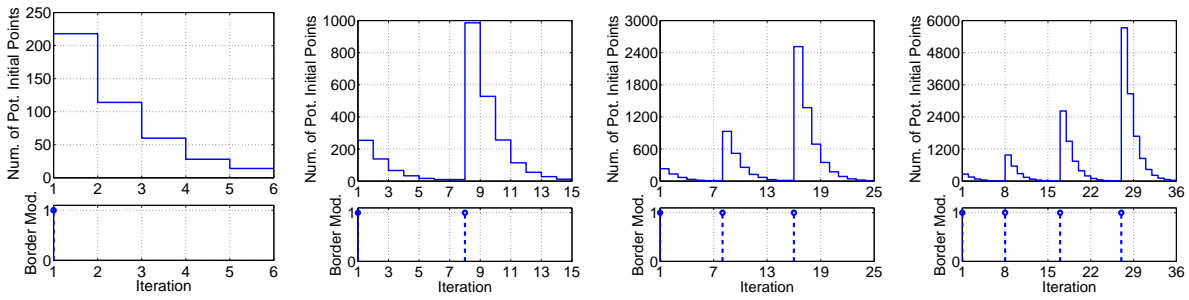 250
200
150
100
50
0
Num. of Pot. Initial Points
1 2 3 4 5 6
1
0
Border Mod.
1 2 3 4 5 6
Iteration
1000
800
600
400
200
0
Num. of Pot. Initial Points
1 3 5 7 9 11 13 15
1
0
Border Mod.
1 3 5 7 9 11 13 15
Iteration
3000
2400
1800
1200
600
0
Num. of Pot. Initial Points
1 7 13 19 25
1
0
Border Mod.
1 7 13 19 25
Iteration
6000
4800
3600
2400
1200
0
Num. of Pot. Initial Points
1 8 15 22 29 36
1
0
Border Mod.
1 8 15 22 29 36
Iteration